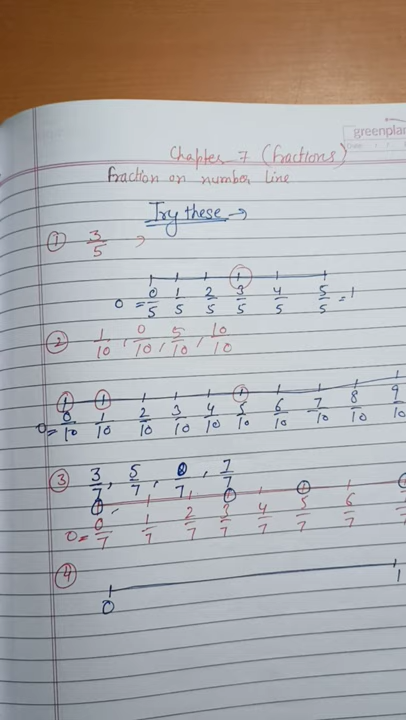 greenplan
Date
Chapter 7 (fractions)
fraction on number line
Try these →
① 3/5 →
0 = 0/5 1/5 2/5 3/5 4/5 5/5 = 1
② 1/10, 0/10, 5/10, 10/10
0 = 0/10 1/10 2/10 3/10 4/10 5/10 6/10 7/10 8/10 9/10
③ 3/7, 5/7, 0/7, 7/7
0 = 0/7 1/7 2/7 3/7 4/7 5/7 6/7
④
0 1